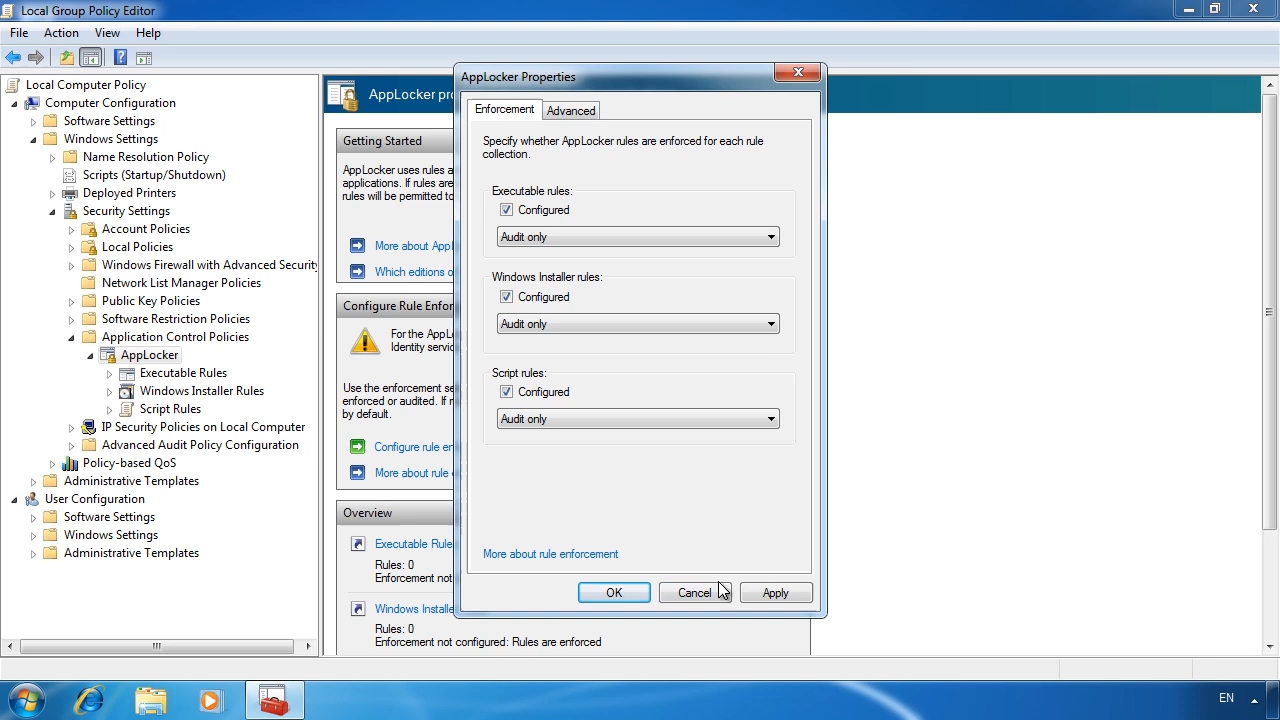 Local Group Policy Editor
File Action View Help
Local Computer Policy
Computer Configuration
Software Settings
Windows Settings
Name Resolution Policy
Scripts (Startup/Shutdown)
Deployed Printers
Security Settings
Account Policies
Local Policies
Windows Firewall with Advanced Security
Network List Manager Policies
Public Key Policies
Software Restriction Policies
Application Control Policies
AppLocker
Executable Rules
Windows Installer Rules
Script Rules
IP Security Policies on Local Computer
Advanced Audit Policy Configuration
Policy-based QoS
Administrative Templates
User Configuration
Software Settings
Windows Settings
Administrative Templates
AppLocker pro
Getting Started
AppLocker uses rules a
applications. If rules are
rules will be permitted to
More about Appl
Which editions o
Configure Rule Enfor
For the AppL
Identity servic
Use the enforcement se
enforced or audited. If r
by default.
Configure rule en
More about rule
Overview
Executable Rule
Rules: 0
Enforcement not
Windows Installe
Rules: 0
Enforcement not configured: Rules are enforced
AppLocker Properties
Enforcement Advanced
Specify whether AppLocker rules are enforced for each rule
collection.
Executable rules:
Configured
Audit only
Windows Installer rules:
Configured
Audit only
Script rules:
Configured
Audit only
More about rule enforcement
OK Cancel Apply
EN